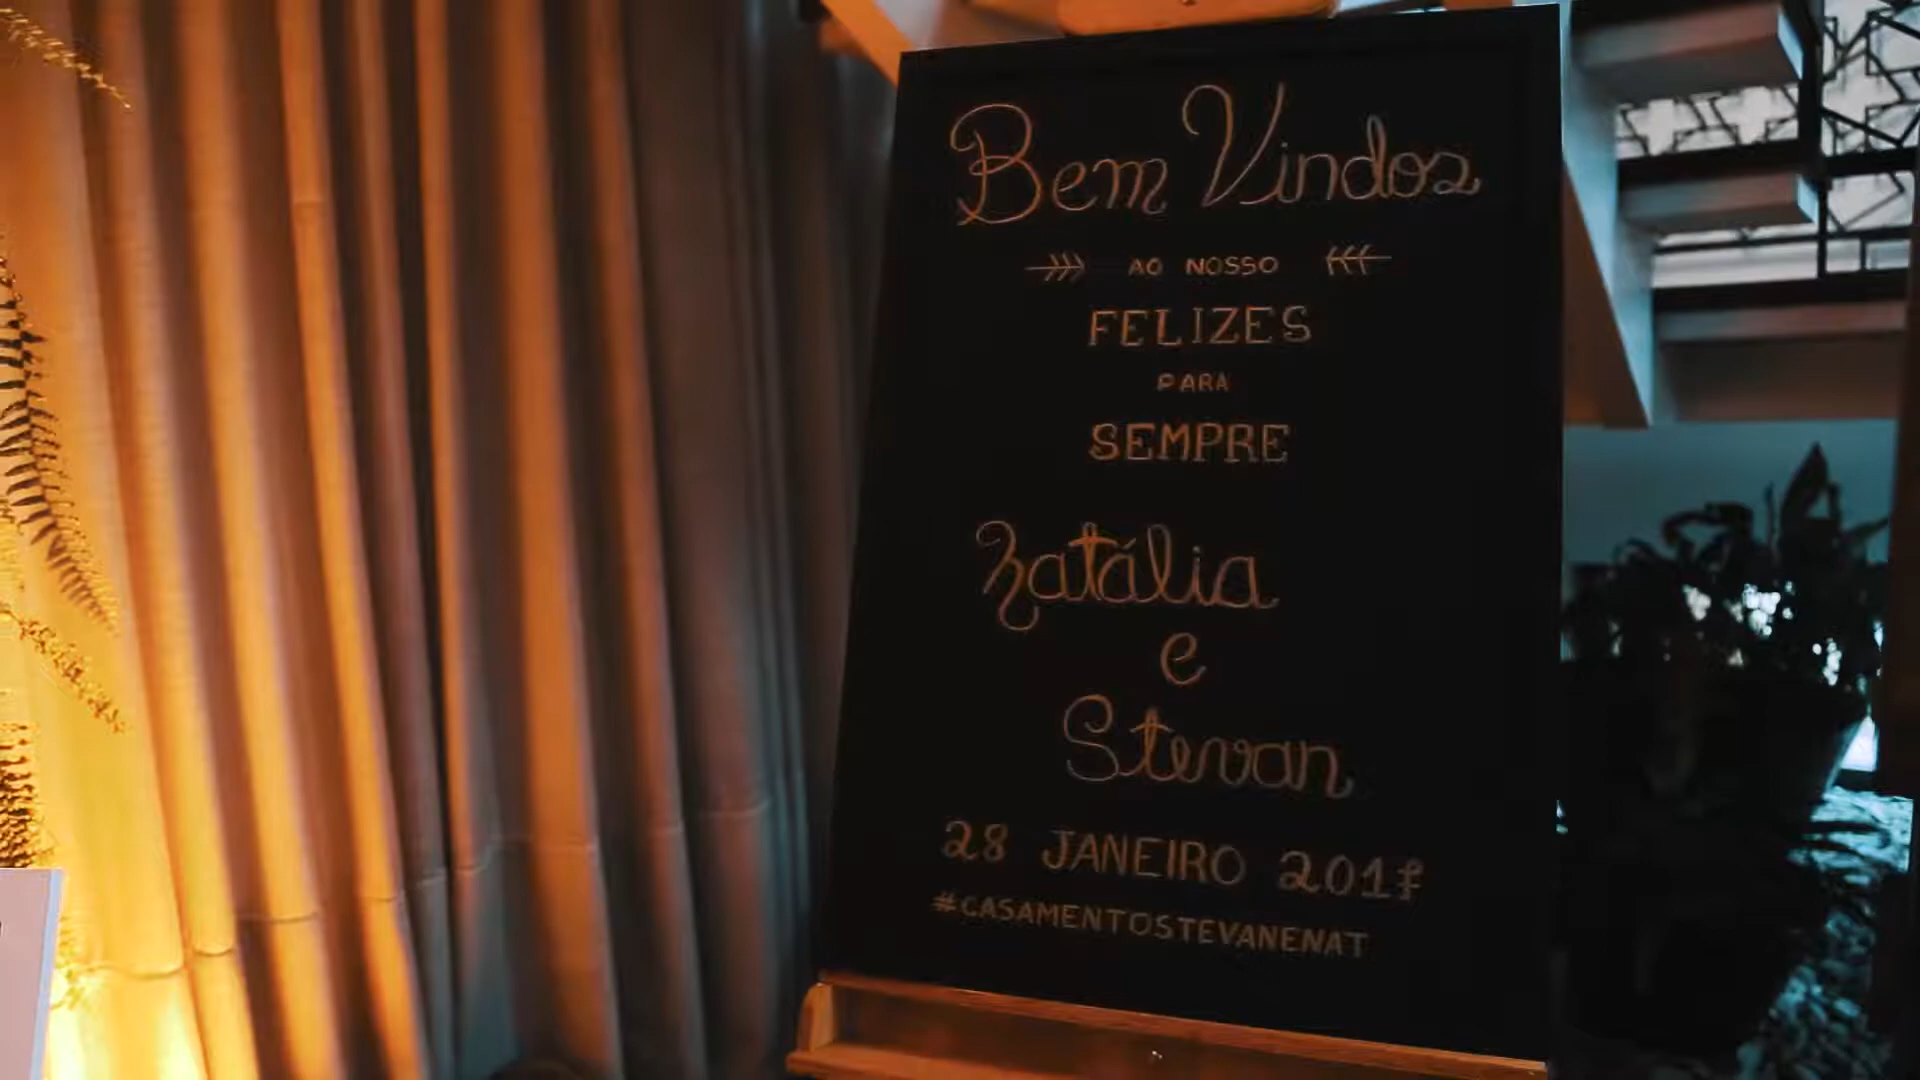 Bem Vindos
AO NOSSO
FELIZES
PARA
SEMPRE
Natália
e
Stevan
28 JANEIRO 2017
#CASAMENTOSTEVANENAT